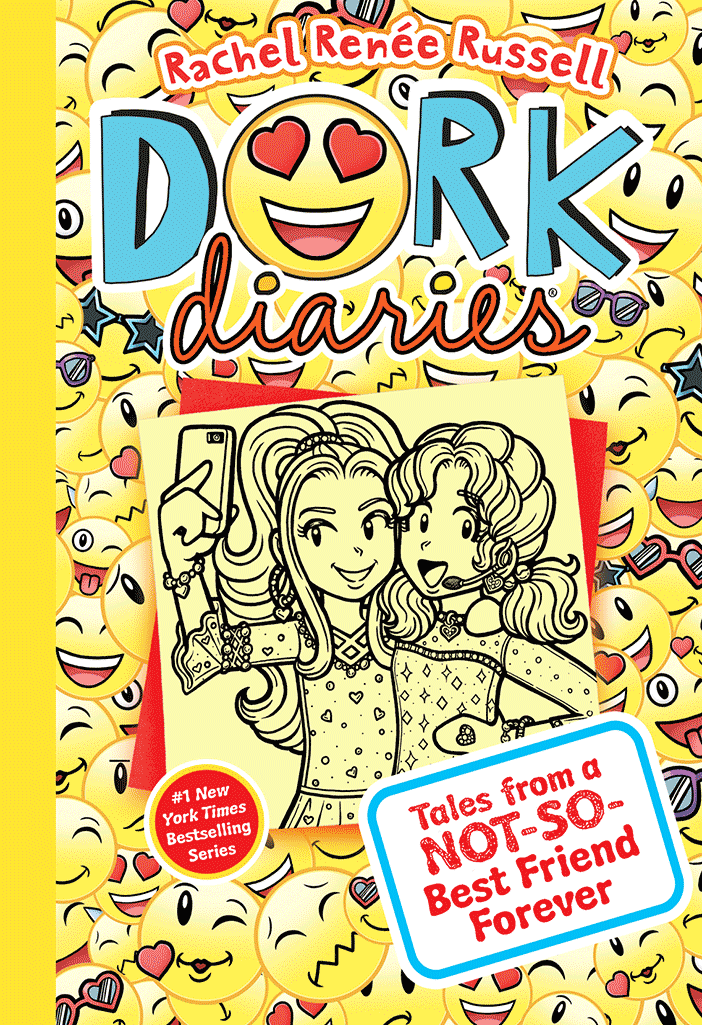 Rachel Renée Russell
DORK
diaries®
#1 New
York Times
Bestselling
Series
Tales from a
NOT-SO-
Best Friend
Forever